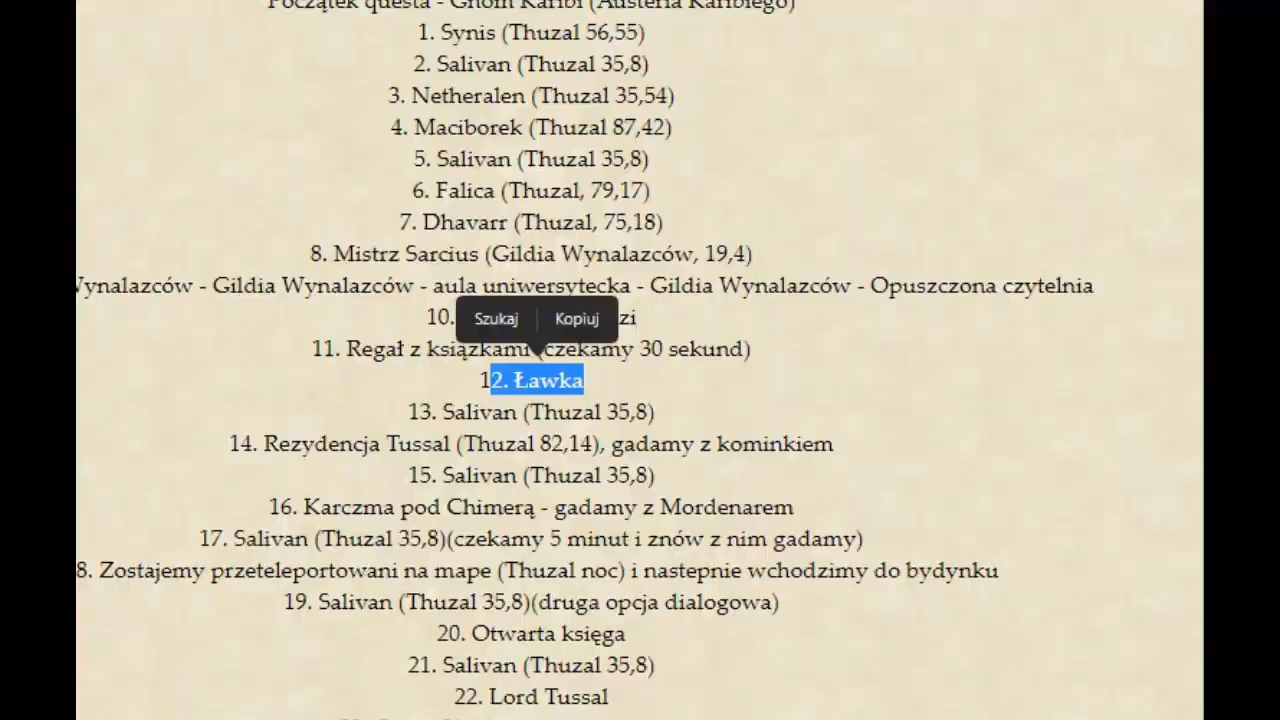 Początek questa - Gnom Karibi (Austeria Karibiego)
1. Synis (Thuzal 56,55)
2. Salivan (Thuzal 35,8)
3. Netheralen (Thuzal 35,54)
4. Maciborek (Thuzal 87,42)
5. Salivan (Thuzal 35,8)
6. Falica (Thuzal, 79,17)
7. Dhavarr (Thuzal, 75,18)
8. Mistrz Sarcius (Gildia Wynalazców, 19,4)
Wynalazców - Gildia Wynalazców - aula uniwersytecka - Gildia Wynalazców - Opuszczona czytelnia
10. zi
Szukaj Kopiuj
11. Regał z książkami (czekamy 30 sekund)
12. Ławka
13. Salivan (Thuzal 35,8)
14. Rezydencja Tussal (Thuzal 82,14), gadamy z kominkiem
15. Salivan (Thuzal 35,8)
16. Karczma pod Chimerą - gadamy z Mordenarem
17. Salivan (Thuzal 35,8)(czekamy 5 minut i znów z nim gadamy)
8. Zostajemy przeteleportowani na mape (Thuzal noc) i nastepnie wchodzimy do bydynku
19. Salivan (Thuzal 35,8)(druga opcja dialogowa)
20. Otwarta księga
21. Salivan (Thuzal 35,8)
22. Lord Tussal